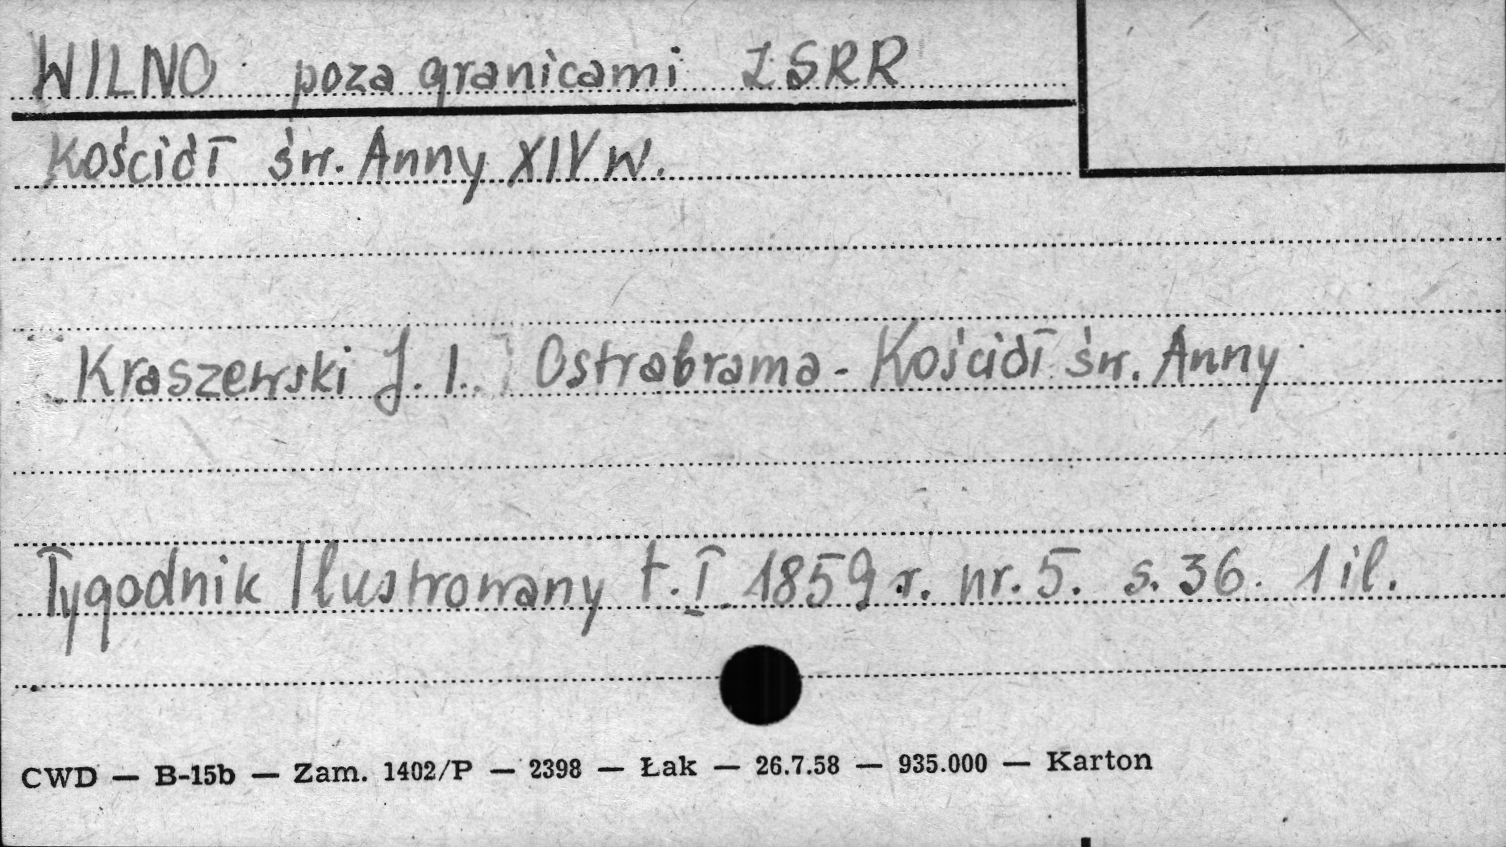 WILNO poza granicami ZSRR
Kościół św. Anny XIV w.
Kraszewski J. I. Ostrabrama - Kościół św. Anny
Tygodnik Ilustrowany t. I. 1859 r. nr. 5. s. 36. 1 il.
CWD — B-15b — Zam. 1402/P — 2398 — Łak — 26.7.58 — 935.000 — Karton